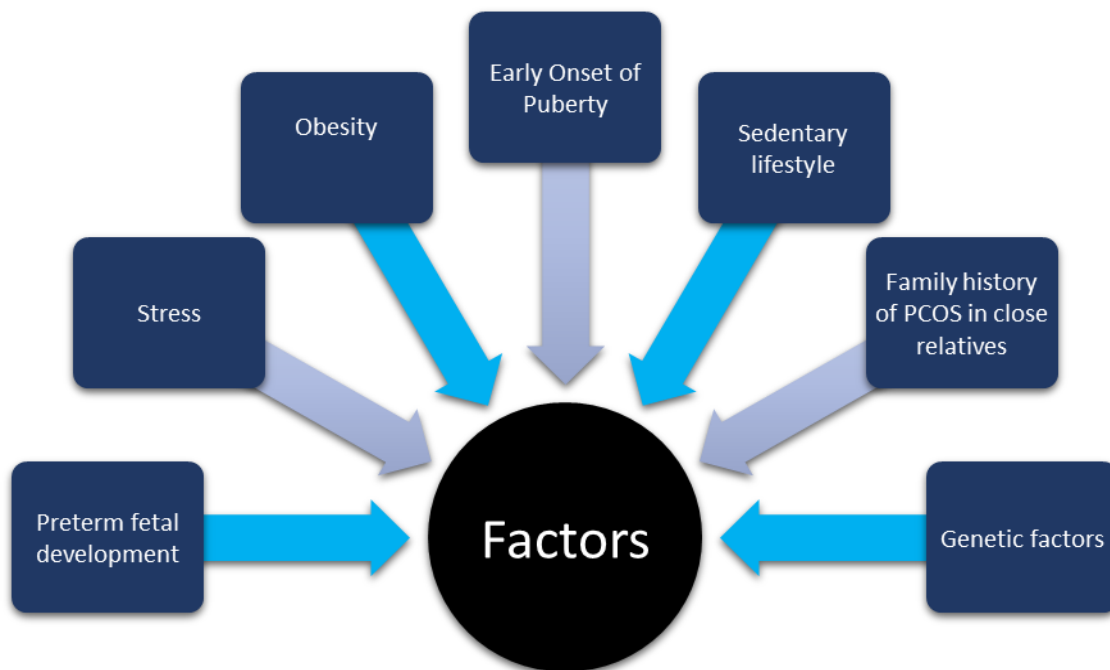 Early Onset of
Puberty
Obesity
Sedentary
lifestyle
Stress
Family history
of PCOS in close
relatives
Preterm fetal
development
Factors
Genetic factors